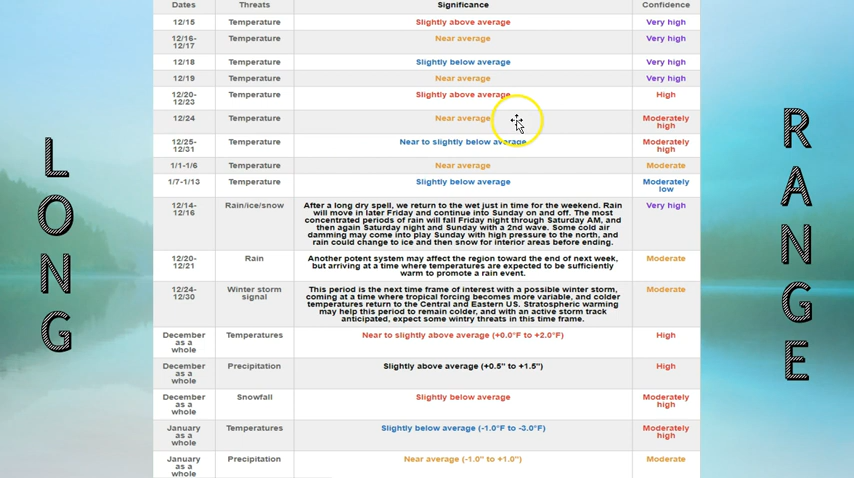 Dates Threats Significance Confidence
12/15 Temperature Slightly above average Very high
12/16-
12/17 Temperature Near average Very high
12/18 Temperature Slightly below average Very high
12/19 Temperature Near average Very high
12/20-
12/23 Temperature Slightly above average High
12/24 Temperature Near average Moderately
high
12/25-
12/31 Temperature Near to slightly below average Moderately
high
1/1-1/6 Temperature Near average Moderate
1/7-1/13 Temperature Slightly below average Moderately
low
12/14-
12/16 Rain/ice/snow After a long dry spell, we return to the wet just in time for the weekend. Rain Very high
will move in later Friday and continue into Sunday on and off. The most
concentrated periods of rain will fall Friday night through Saturday AM, and
then again Saturday night and Sunday with a 2nd wave. Some cold air
damming may come into play Sunday with high pressure to the north, and
rain could change to ice and then snow for interior areas before ending.
12/20-
12/21 Rain Another potent system may affect the region toward the end of next week, Moderate
but arriving at a time where temperatures are expected to be sufficiently
warm to promote a rain event.
12/24-
12/30 Winter storm
signal This period is the next time frame of interest with a possible winter storm, Moderate
coming at a time where tropical forcing becomes more variable, and colder
temperatures return to the Central and Eastern US. Stratospheric warming
may help this period to remain colder, and with an active storm track
anticipated, expect some wintry threats in this time frame.
December
as a
whole Temperatures Near to slightly above average (+0.0°F to +2.0°F) High
December
as a
whole Precipitation Slightly above average (+0.5" to +1.5") High
December
as a
whole Snowfall Slightly below average Moderately
high
January
as a
whole Temperatures Slightly below average (-1.0°F to -3.0°F) Moderately
high
January
as a
whole Precipitation Near average (-1.0" to +1.0") Moderate
LONG
RANGE